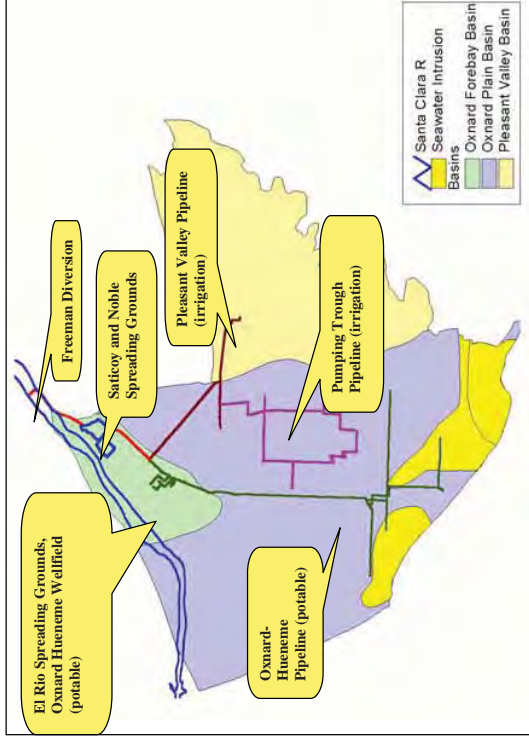 Freeman Diversion
Saticoy and Noble
Spreading Grounds
Pleasant Valley Pipeline
(irrigation)
El Rio Spreading Grounds,
Oxnard Hueneme Wellfield
(potable)
Pumping Trough
Pipeline (irrigation)
Oxnard-
Hueneme
Pipeline (potable)
Santa Clara R
Seawater Intrusion
Basins
Oxnard Forebay Basin
Oxnard Plain Basin
Pleasant Valley Basin